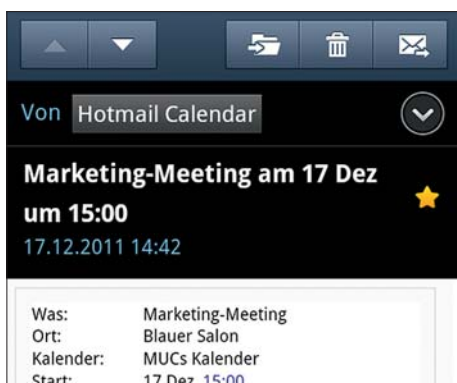 Von Hotmail Calendar
Marketing-Meeting am 17 Dez
um 15:00
17.12.2011 14:42
Was: Marketing-Meeting
Ort: Blauer Salon
Kalender: MUCs Kalender
Start: 17 Dez 15:00